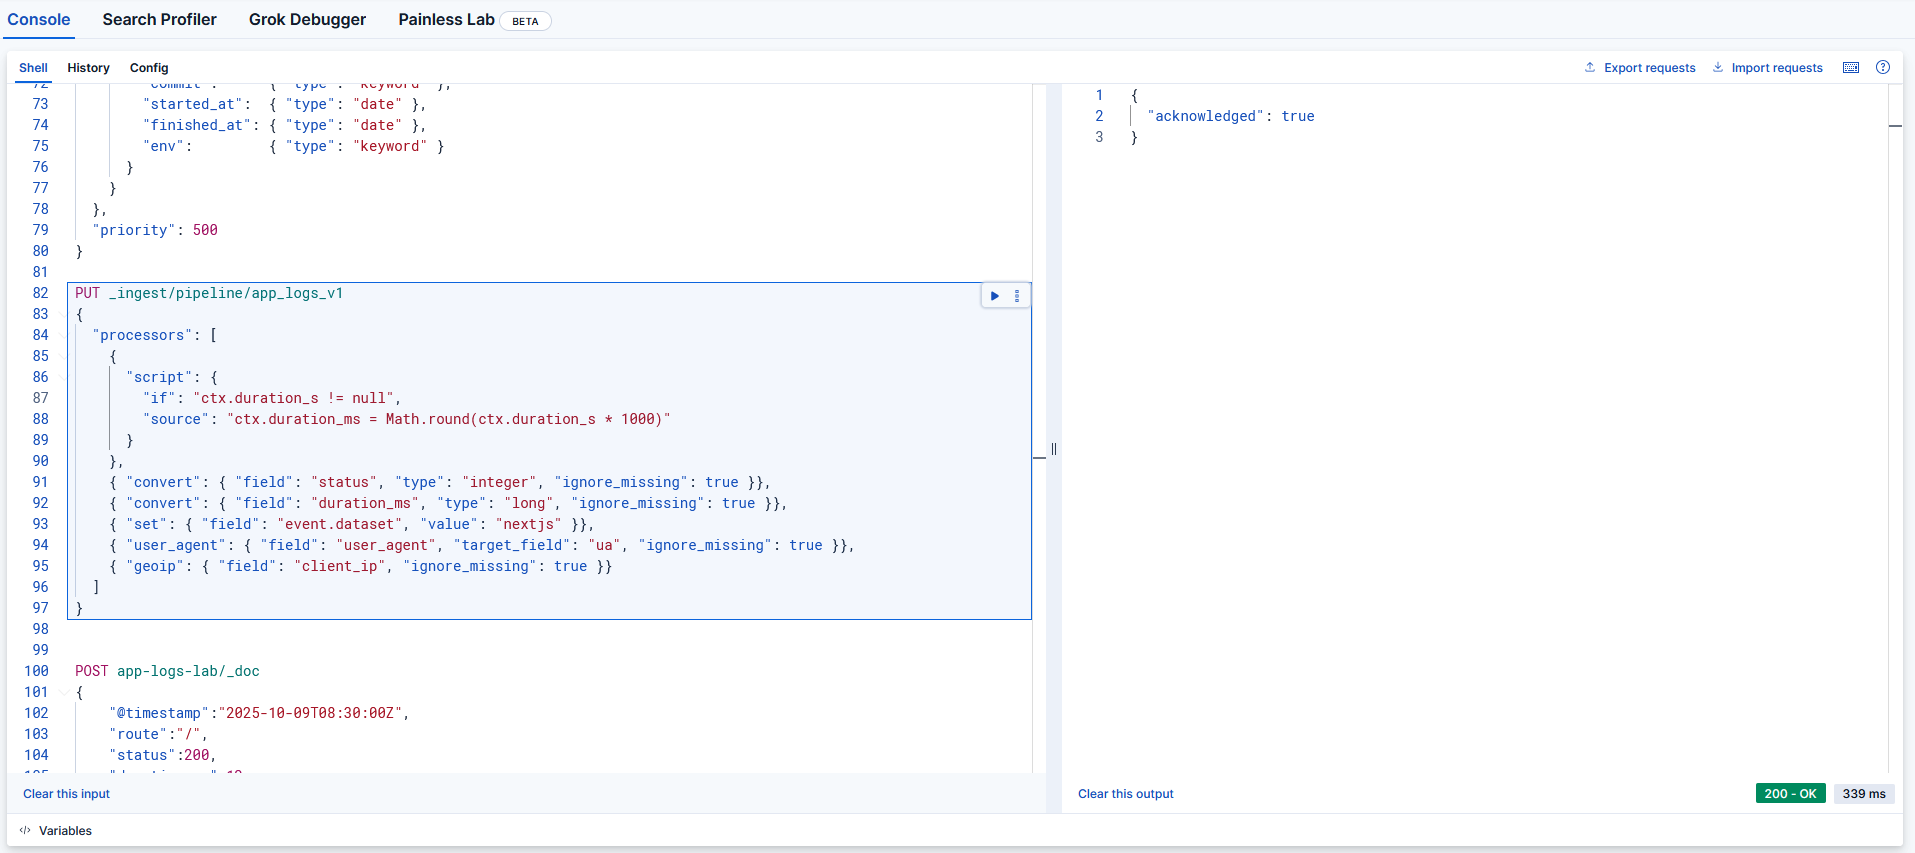 Console Search Profiler Grok Debugger Painless Lab BETA
Shell History Config Export requests Import requests
72 "commit": { "type": "keyword" },
73 "started_at": { "type": "date" },
74 "finished_at": { "type": "date" },
75 "env": { "type": "keyword" }
76 }
77 }
78 },
79 "priority": 500
80 }
81
82 PUT _ingest/pipeline/app_logs_v1
83 {
84 "processors": [
85 {
86 "script": {
87 "if": "ctx.duration_s != null",
88 "source": "ctx.duration_ms = Math.round(ctx.duration_s * 1000)"
89 }
90 },
91 { "convert": { "field": "status", "type": "integer", "ignore_missing": true }},
92 { "convert": { "field": "duration_ms", "type": "long", "ignore_missing": true }},
93 { "set": { "field": "event.dataset", "value": "nextjs" }},
94 { "user_agent": { "field": "user_agent", "target_field": "ua", "ignore_missing": true }},
95 { "geoip": { "field": "client_ip", "ignore_missing": true }}
96 ]
97 }
98
99
100 POST app-logs-lab/_doc
101 {
102 "@timestamp":"2025-10-09T08:30:00Z",
103 "route":"/",
104 "status":200,
105
Clear this input
1 {
2 "acknowledged": true
3 }
Clear this output 200 - OK 339 ms
</> Variables